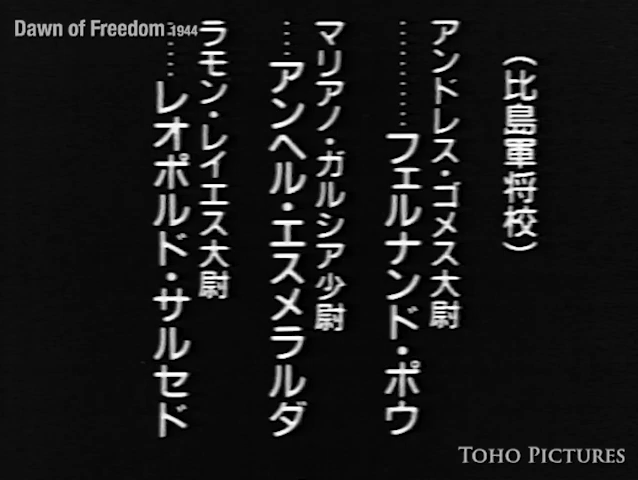 Dawn of Freedom 1944
(比島軍将校)
アンドレス・ゴメス大尉
…………フェルナンド・ポウ
マリアノ・ガルシア少尉
……アンヘル・エスメラルダ
ラモン・レイエス大尉
……レオポルド・サルセド
TOHO PICTURES